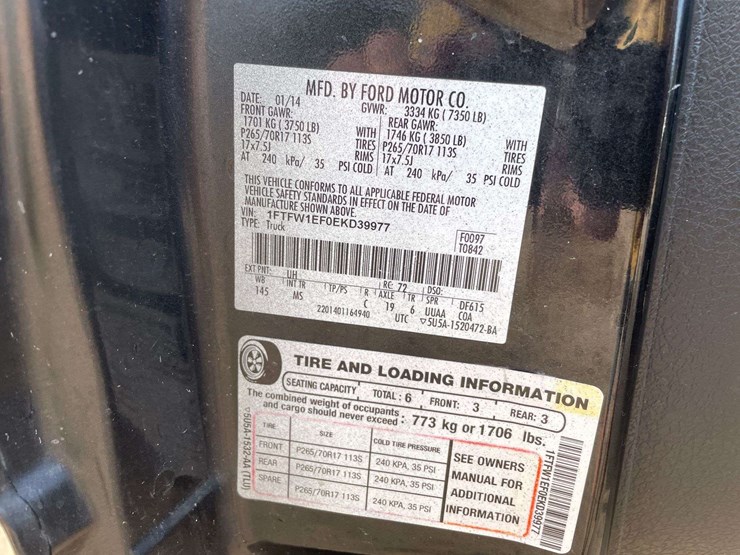 MFD. BY FORD MOTOR CO.
DATE: 01/14 GVWR: 3334 KG ( 7350 LB)
FRONT GAWR: REAR GAWR:
1701 KG ( 3750 LB) WITH 1746 KG ( 3850 LB) WITH
P265/70R17 113S TIRES P265/70R17 113S TIRES
17x7.5J RIMS 17x7.5J RIMS
AT 240 kPa/ 35 PSI COLD AT 240 kPa/ 35 PSI COLD
THIS VEHICLE CONFORMS TO ALL APPLICABLE FEDERAL MOTOR
VEHICLE SAFETY STANDARDS IN EFFECT ON THE DATE OF
MANUFACTURE SHOWN ABOVE.
VIN: 1FTFW1EF0EKD39977
TYPE: Truck
F0097
T0842
EXT PNT: UH RC: 72 DSO:
WB INT TR TP/PS R AXLE TR SPR DF615
145 MS C 19 6 UUAA COA
2201401164940 UTC ▽5U5A-1520472-BA
TIRE AND LOADING INFORMATION
SEATING CAPACITY TOTAL : 6 FRONT: 3 REAR: 3
The combined weight of occupants
and cargo should never exceed : 773 kg or 1706 lbs.
TIRE SIZE COLD TIRE PRESSURE
FRONT P265/70R17 113S 240 KPA, 35 PSI
REAR P265/70R17 113S 240 KPA, 35 PSI
SPARE P265/70R17 113S 240 KPA, 35 PSI
SEE OWNERS
MANUAL FOR
ADDITIONAL
INFORMATION
▽5U5A-1532-AA (TLU)
1FTFW1EF0EKD39977